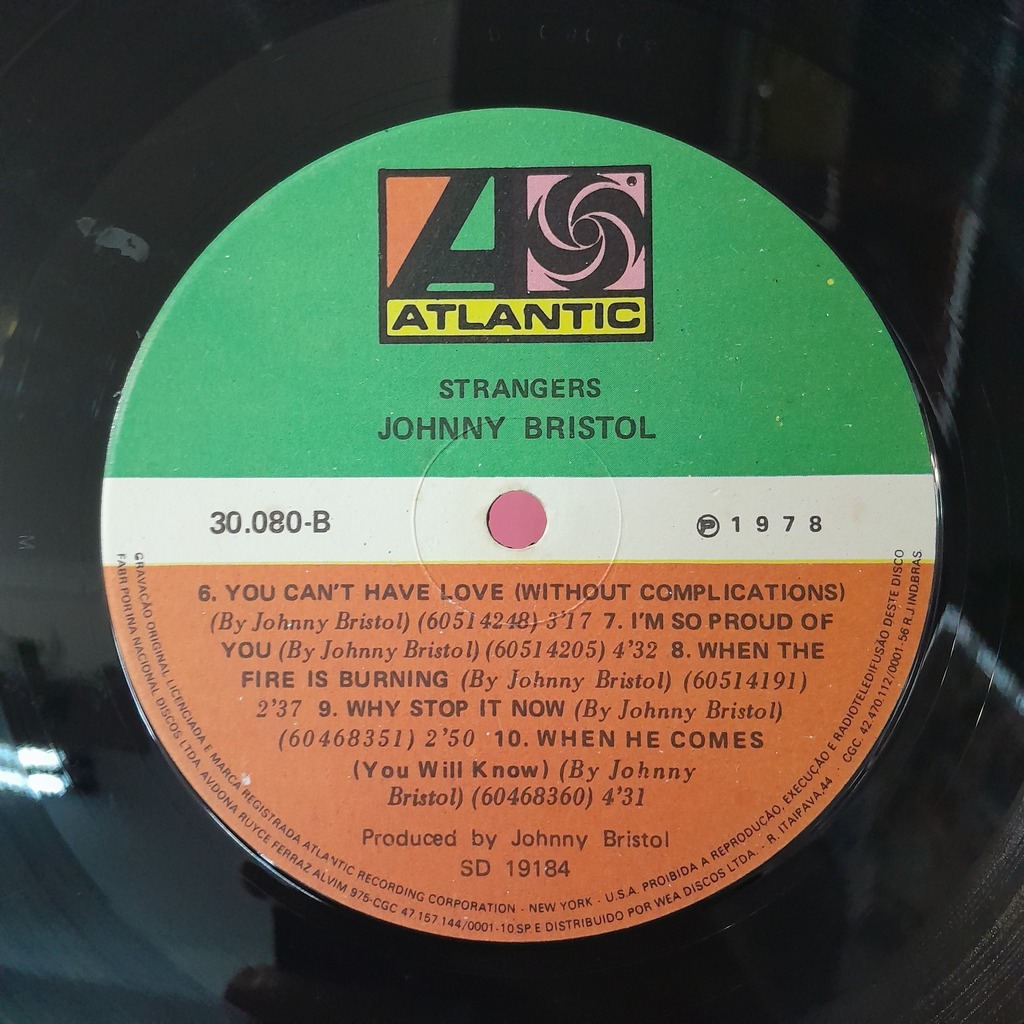 ATLANTIC
STRANGERS
JOHNNY BRISTOL
30.080-B
℗ 1978
6. YOU CAN'T HAVE LOVE (WITHOUT COMPLICATIONS)
(By Johnny Bristol) (60514248) 3'17 7. I'M SO PROUD OF
YOU (By Johnny Bristol) (60514205) 4'32 8. WHEN THE
FIRE IS BURNING (By Johnny Bristol) (60514191)
2'37 9. WHY STOP IT NOW (By Johnny Bristol)
(60468351) 2'50 10. WHEN HE COMES
(You Will Know) (By Johnny
Bristol) (60468360) 4'31
Produced by Johnny Bristol
SD 19184
GRAVAÇÃO ORIGINAL LICENCIADA E MARCA REGISTRADA ATLANTIC RECORDING CORPORATION - NEW YORK - U.S.A. PROIBIDA A REPRODUÇÃO, EXECUÇÃO E RADIOTELEDIFUSÃO DESTE DISCO
FABR POR INA NACIONAL DISCOS LTDA. AV DONA RUYCE FERRAZ ALVIM 975-CGC 47.157.144/0001-10 SP. E DISTRIBUIDO POR WEA DISCOS LTDA. - R. ITAIPAVA, 44 - CGC. 42.470.112/0001-56 R.J INDBRAS.